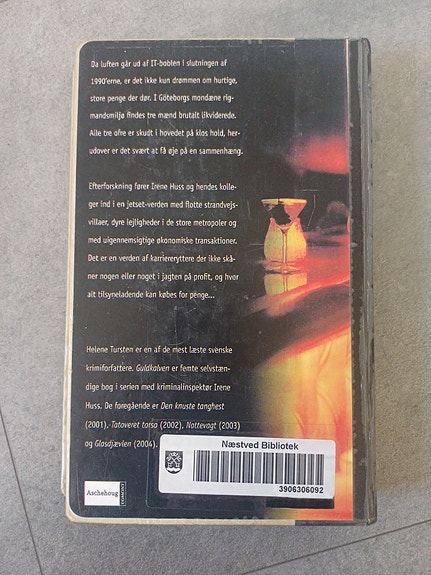 Da luften går ud af IT-boblen i slutningen af
1990'erne, er det ikke kun drømmen om hurtige,
store penge der dør. I Göteborgs mondæne rig-
mandsmiljø findes tre mænd brutalt likviderede.
Alle tre ofre er skudt i hovedet på klos hold, her-
udover er det svært at få øje på en sammenhæng.
Efterforskning fører Irene Huss og hendes kolle-
ger ind i en jetset-verden med flotte strandvejs-
villaer, dyre lejligheder i de store metropoler og
med uigennemsigtige økonomiske transaktioner.
Det er en verden af karriereryttere der ikke skå-
ner nogen eller noget i jagten på profit, og hvor
alt tilsyneladende kan købes for penge...
Helene Tursten er en af de mest læste svenske
krimiforfattere. Guldkalven er femte selvstæn-
dige bog i serien med kriminalinspektør Irene
Huss. De foregående er Den knuste tanghest
(2001), Tatoveret torso (2002), Nattevagt (2003)
og Glasdjævlen (2004).
Næstved Bibliotek
3906306092
Aschehoug
EGMONT